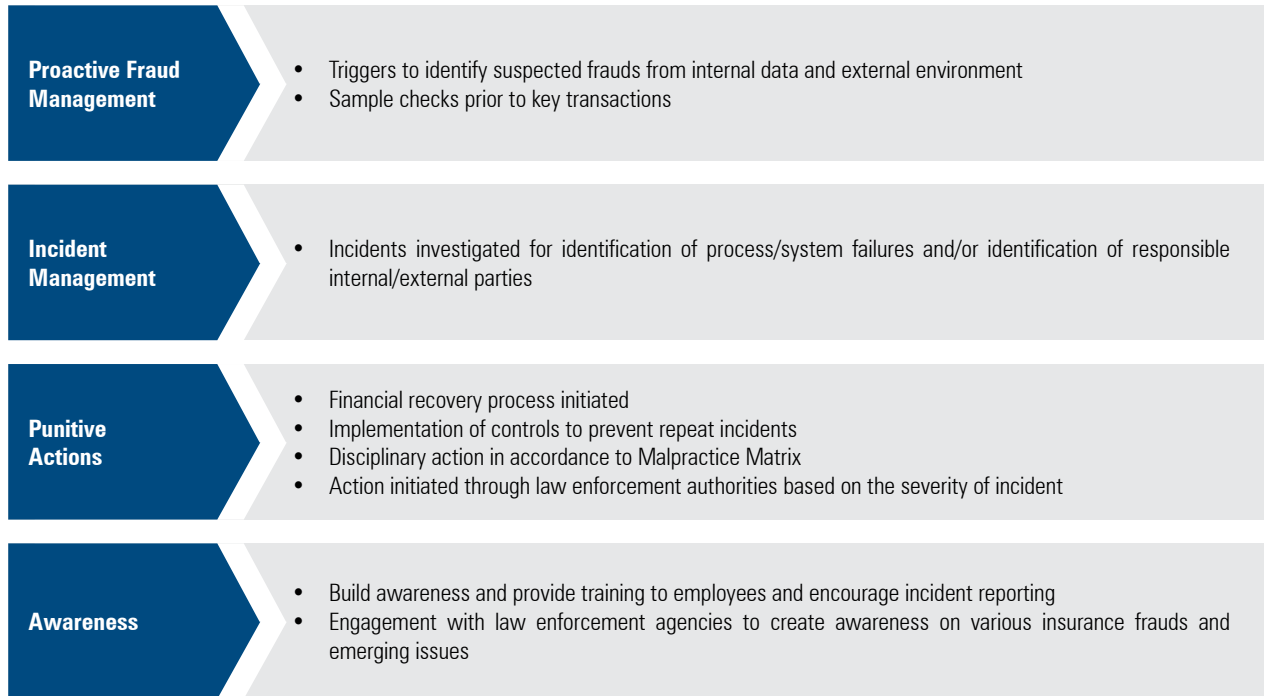 Proactive Fraud
Management
• Triggers to identify suspected frauds from internal data and external environment
• Sample checks prior to key transactions
Incident
Management
• Incidents investigated for identification of process/system failures and/or identification of responsible
internal/external parties
Punitive
Actions
• Financial recovery process initiated
• Implementation of controls to prevent repeat incidents
• Disciplinary action in accordance to Malpractice Matrix
• Action initiated through law enforcement authorities based on the severity of incident
Awareness
• Build awareness and provide training to employees and encourage incident reporting
• Engagement with law enforcement agencies to create awareness on various insurance frauds and
emerging issues